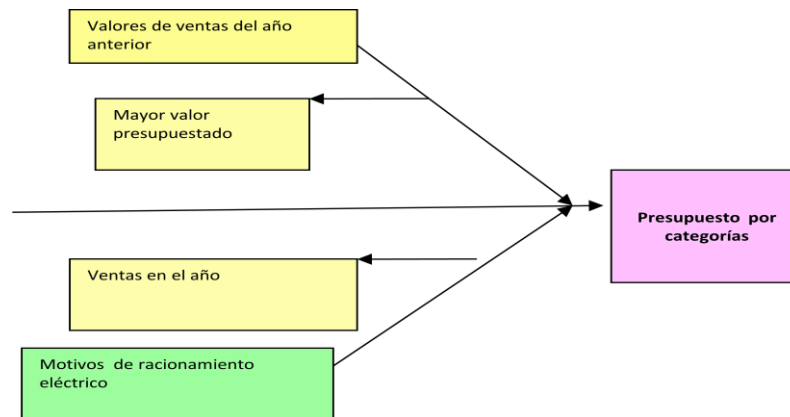 Valores de ventas del año
anterior
Mayor valor
presupuestado
Presupuesto por
categorías
Ventas en el año
Motivos de racionamiento
eléctrico